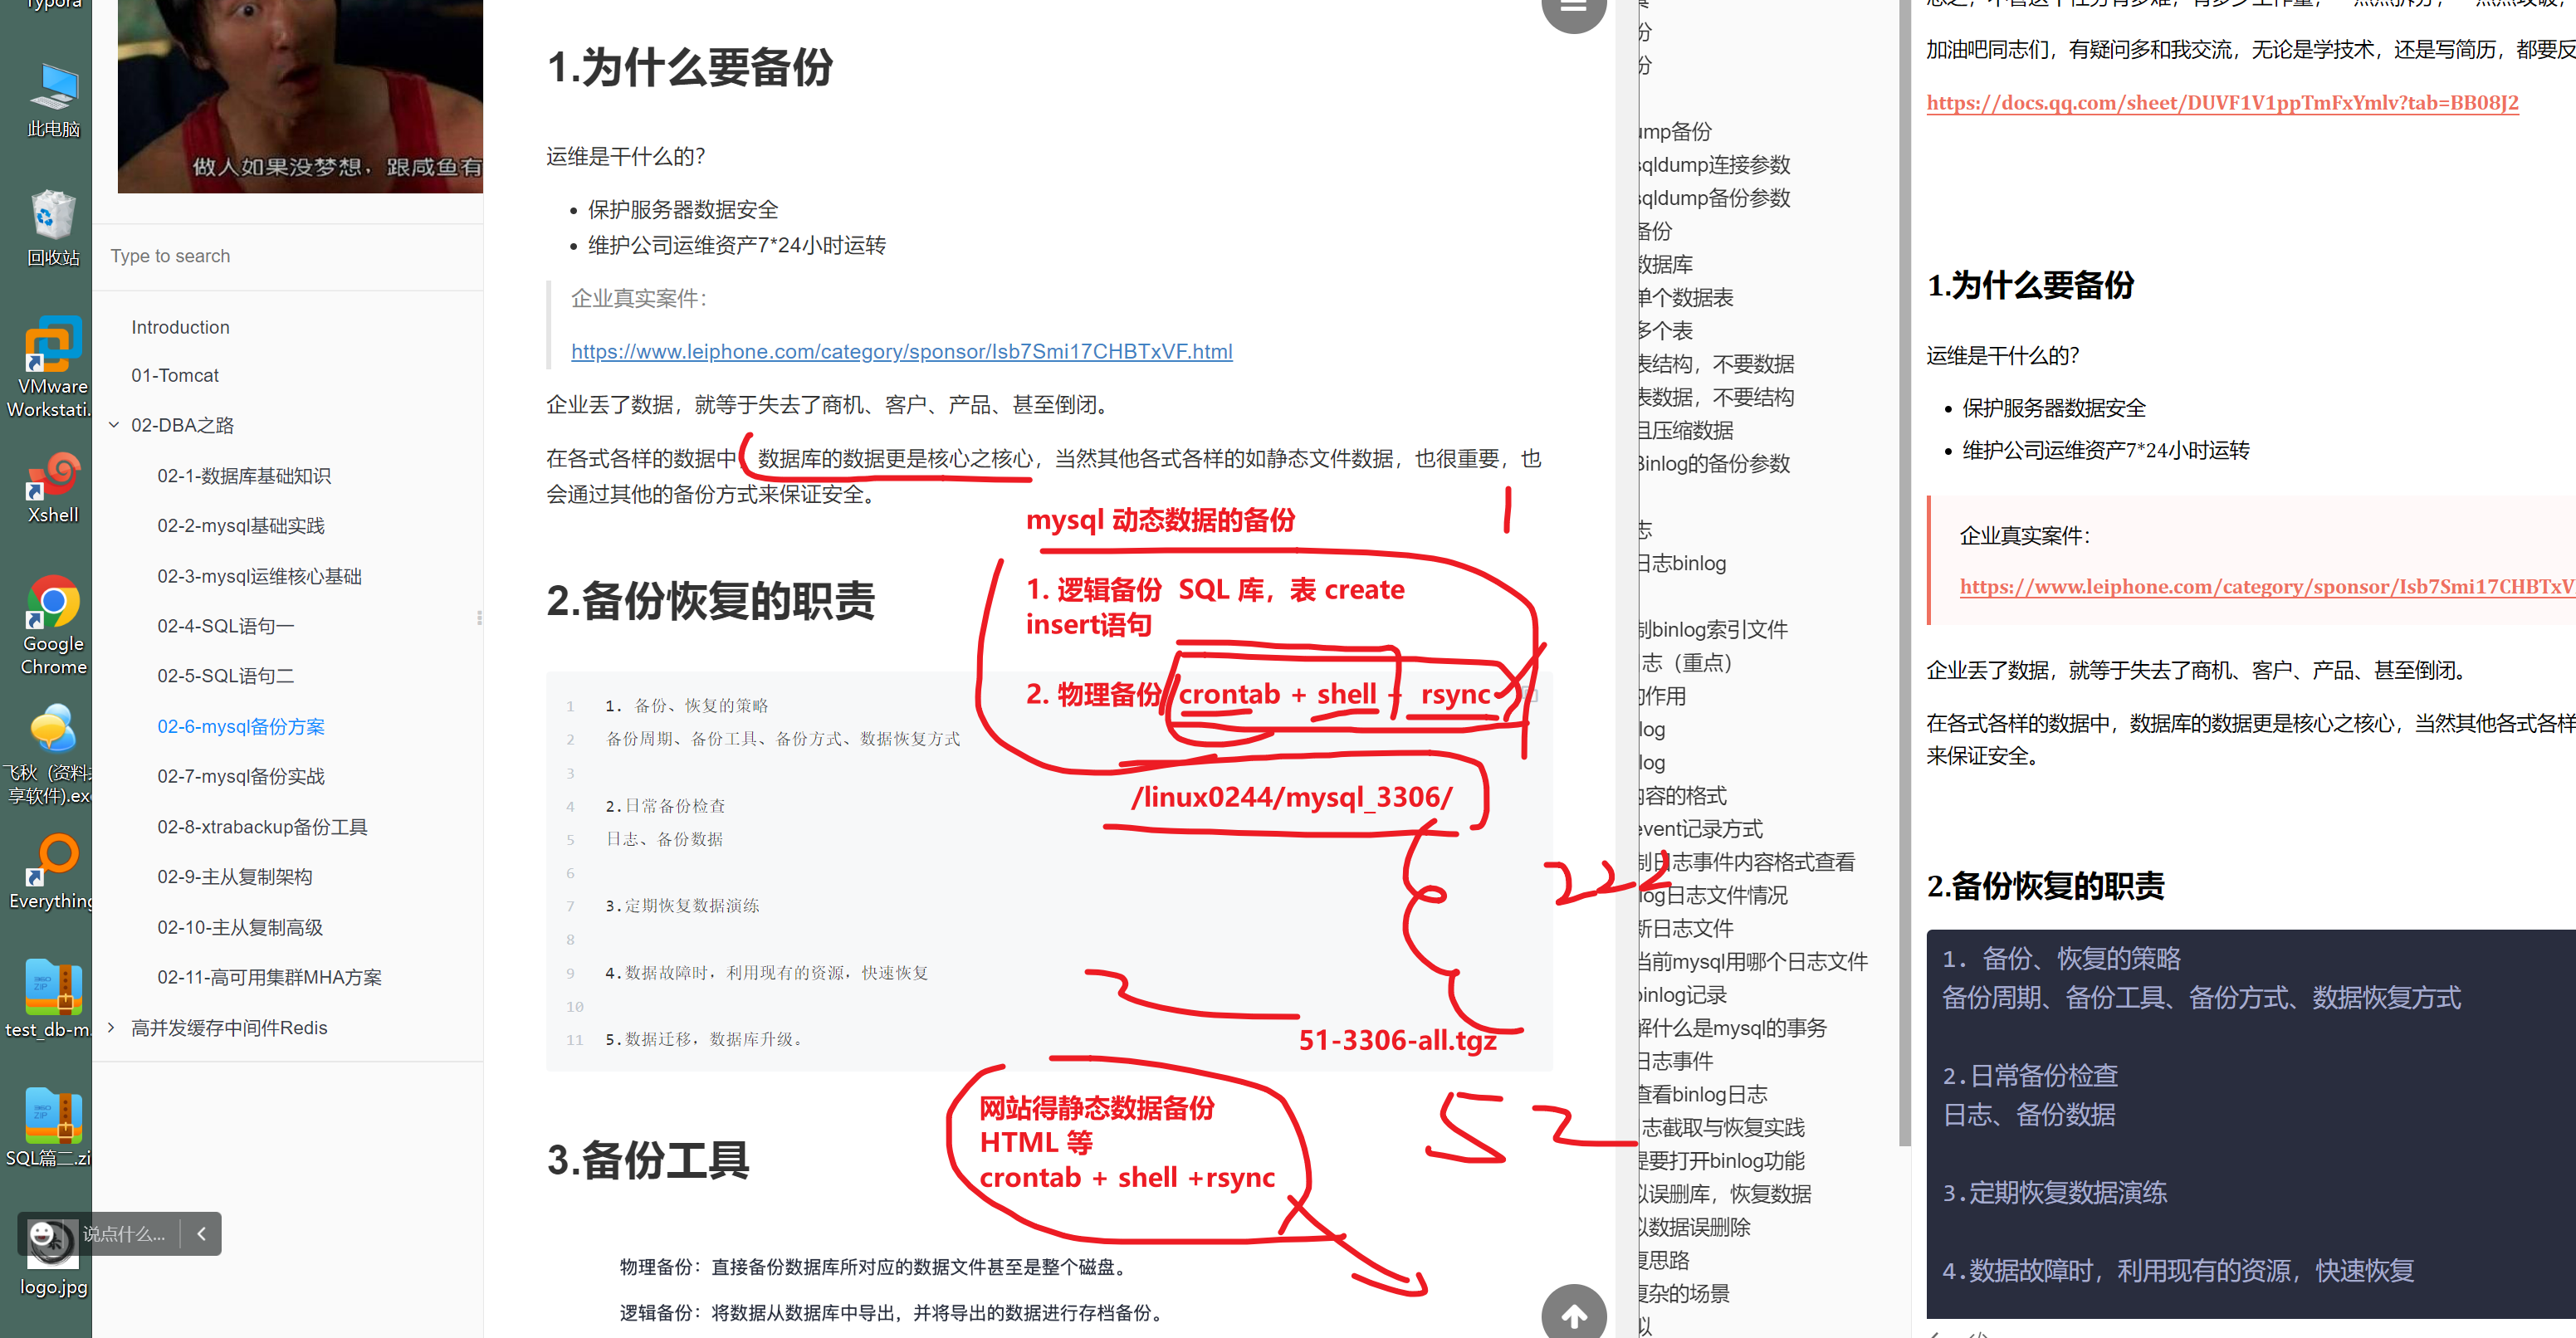 Typora
此电脑
回收站
VMware
Workstati...
Xshell
Google
Chrome
飞秋（资料
享软件).exe
Everything
test_db-m...
SQL篇二.zi
logo.jpg
说点什么...
做人如果没梦想，跟咸鱼有
Type to search
Introduction
01-Tomcat
02-DBA之路
02-1-数据库基础知识
02-2-mysql基础实践
02-3-mysql运维核心基础
02-4-SQL语句一
02-5-SQL语句二
02-6-mysql备份方案
02-7-mysql备份实战
02-8-xtrabackup备份工具
02-9-主从复制架构
02-10-主从复制高级
02-11-高可用集群MHA方案
高并发缓存中间件Redis
1.为什么要备份
运维是干什么的？
保护服务器数据安全
维护公司运维资产7*24小时运转
企业真实案件：
https://www.leiphone.com/category/sponsor/Isb7Smi17CHBTxVF.html
企业丢了数据，就等于失去了商机、客户、产品、甚至倒闭。
在各式各样的数据中，数据库的数据更是核心之核心，当然其他各式各样的如静态文件数据，也很重要，也
会通过其他的备份方式来保证安全。
mysql 动态数据的备份
1. 逻辑备份 SQL 库，表 create
insert语句
2. 物理备份 crontab + shell + rsync
/linux0244/mysql_3306/
51-3306-all.tgz
网站得静态数据备份
HTML 等
crontab + shell +rsync
52
2.备份恢复的职责
1 1. 备份、恢复的策略
2 备份周期、备份工具、备份方式、数据恢复方式
3
4 2.日常备份检查
5 日志、备份数据
6
7 3.定期恢复数据演练
8
9 4.数据故障时，利用现有的资源，快速恢复
10
11 5.数据迁移，数据库升级。
3.备份工具
物理备份：直接备份数据库所对应的数据文件甚至是整个磁盘。
逻辑备份：将数据从数据库中导出，并将导出的数据进行存档备份。
份
份
ump备份
sqldump连接参数
sqldump备份参数
备份
数据库
单个数据表
多个表
表结构，不要数据
表数据，不要结构
且压缩数据
Binlog的备份参数
志
日志binlog
制binlog索引文件
志（重点）
的作用
log
log
内容的格式
event记录方式
制日志事件内容格式查看
log日志文件情况
新日志文件
当前mysql用哪个日志文件
binlog记录
解什么是mysql的事务
日志事件
查看binlog日志
志截取与恢复实践
是要打开binlog功能
以误删库，恢复数据
以数据误删除
复思路
复杂的场景
以
加油吧同志们，有疑问多和我交流，无论是学技术，还是写简历，都要反
https://docs.qq.com/sheet/DUVF1V1ppTmFxYmlv?tab=BB08J2
1.为什么要备份
运维是干什么的？
保护服务器数据安全
维护公司运维资产7*24小时运转
企业真实案件：
https://www.leiphone.com/category/sponsor/Isb7Smi17CHBTxV
企业丢了数据，就等于失去了商机、客户、产品、甚至倒闭。
在各式各样的数据中，数据库的数据更是核心之核心，当然其他各式各样
来保证安全。
2.备份恢复的职责
1. 备份、恢复的策略
备份周期、备份工具、备份方式、数据恢复方式
2.日常备份检查
日志、备份数据
3.定期恢复数据演练
4.数据故障时，利用现有的资源，快速恢复